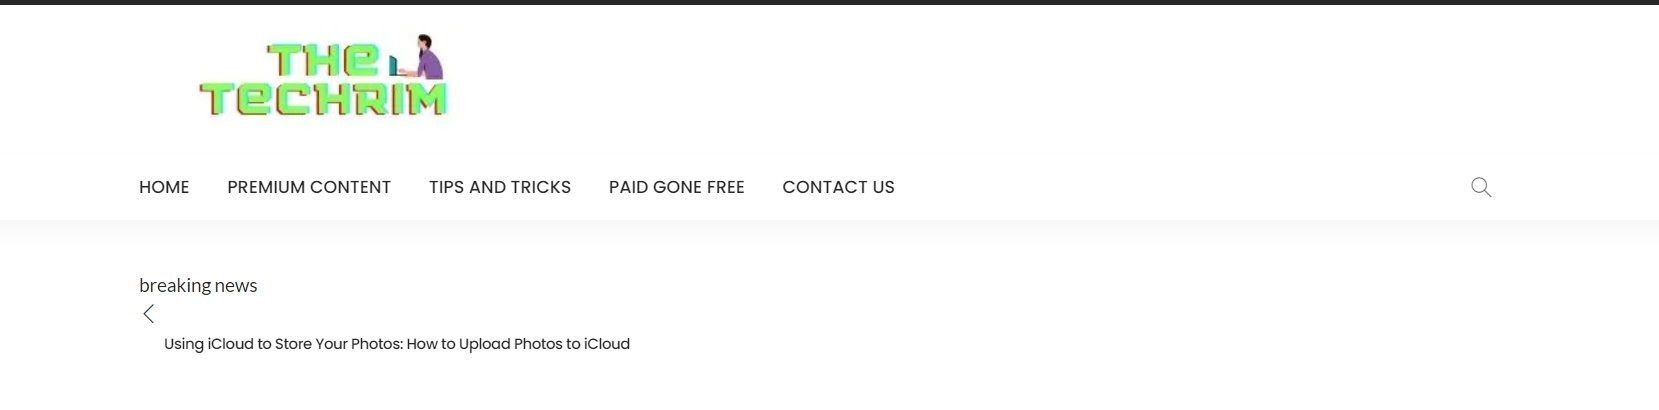 THE
TECHRIM
HOME PREMIUM CONTENT TIPS AND TRICKS PAID GONE FREE CONTACT US
breaking news
Using iCloud to Store Your Photos: How to Upload Photos to iCloud